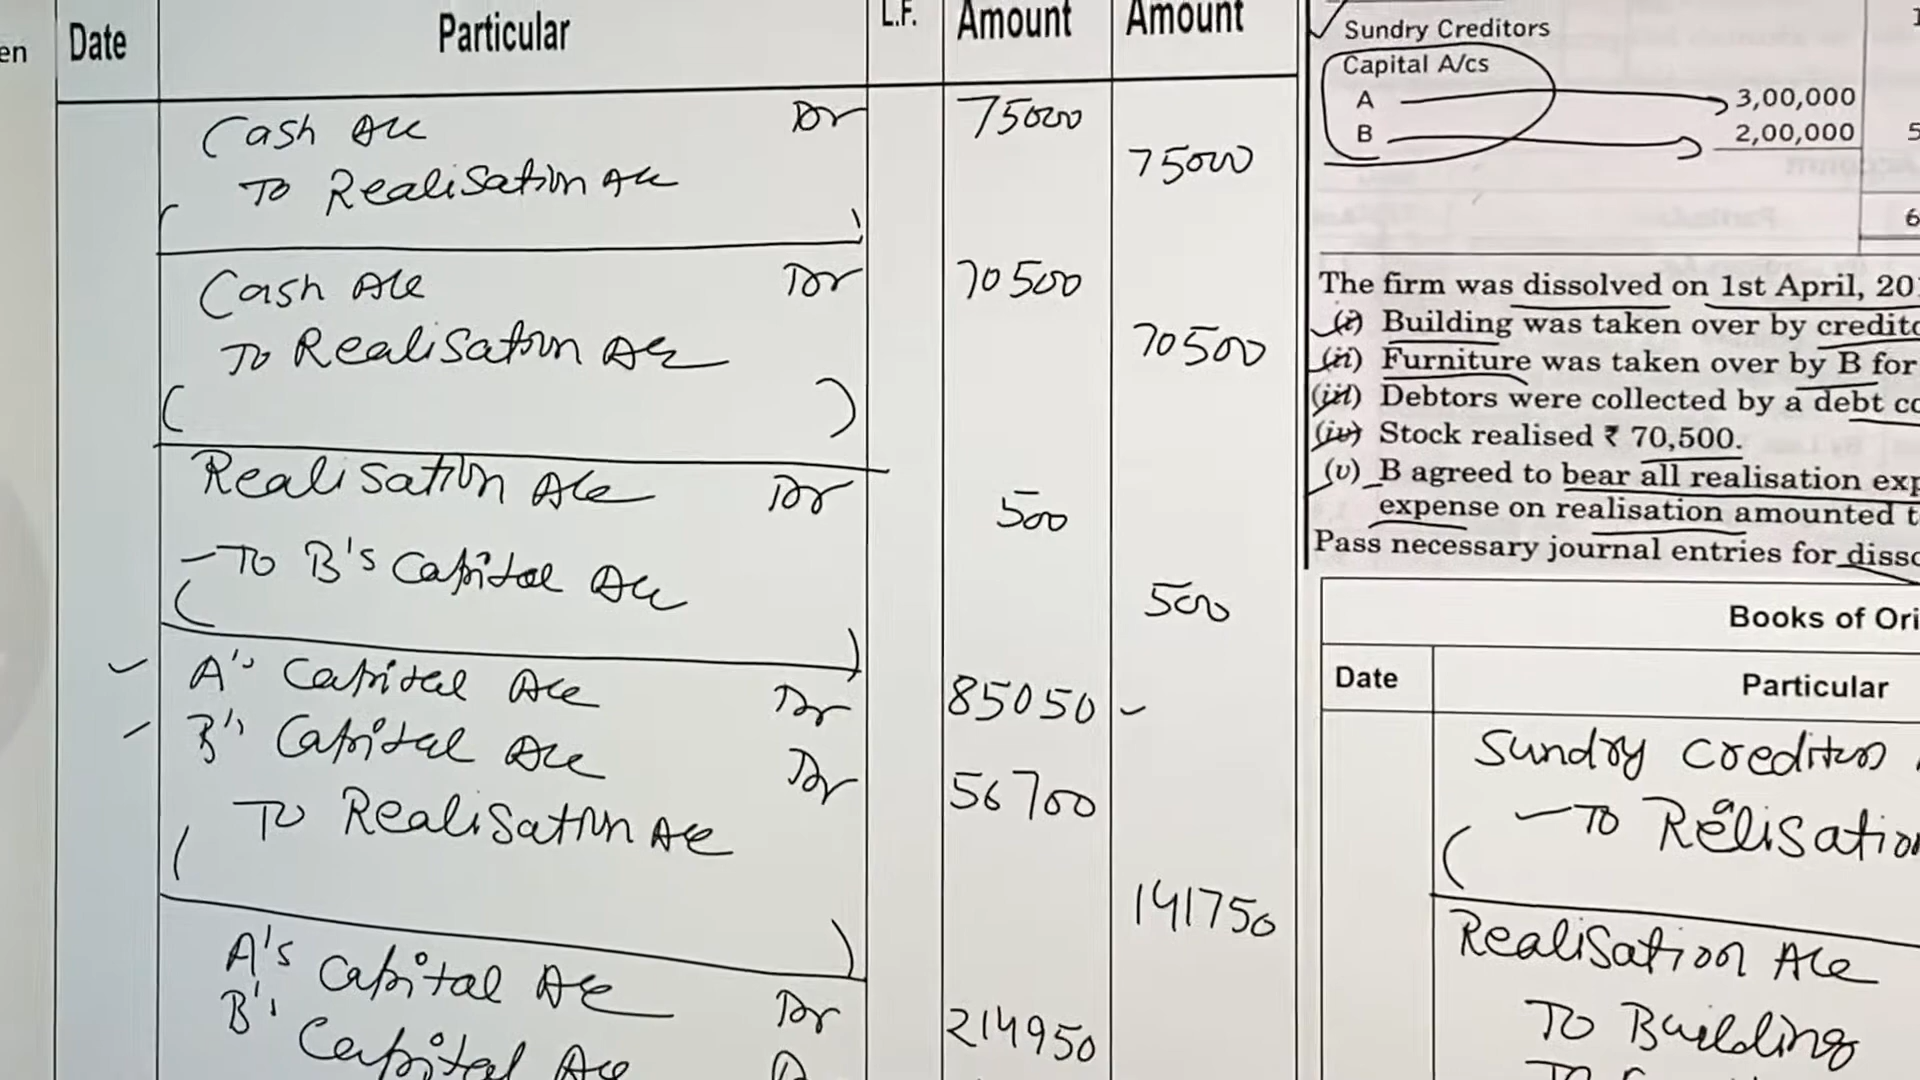 en
Date Particular L.F. Amount Amount
Cash A/c Dr 75000
To Realisation A/c 75000
( )
Cash A/c Dr 70500
To Realisation A/c 70500
( )
Realisation A/c Dr 500
To B's Capital A/c 500
( )
A's Capital A/c Dr 85050
B's Capital A/c Dr 56700
To Realisation A/c
( ) 141750
A's Capital A/c Dr 214950
B's Capital A/c
Sundry Creditors
Capital A/cs
A 3,00,000
B 2,00,000 5
6
The firm was dissolved on 1st April, 20
(i) Building was taken over by credito
(ii) Furniture was taken over by B for
(iii) Debtors were collected by a debt co
(iv) Stock realised ₹ 70,500.
(v) B agreed to bear all realisation exp
expense on realisation amounted t
Pass necessary journal entries for disso
Books of Ori
Date Particular
Sundry Creditors
To Realisation
(
Realisation A/c
To Building